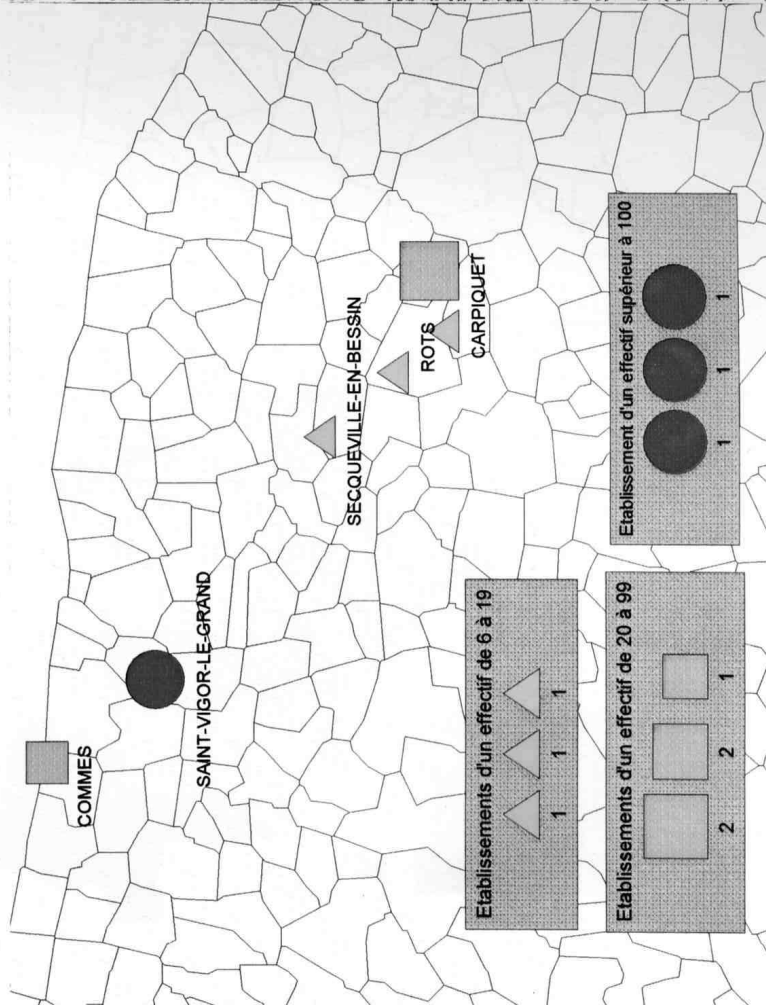 COMMES
SAINT-VIGOR-LE-GRAND
SECQUEVILLE-EN-BESSIN
ROTS
CARPIQUET
Etablissements d'un effectif de 6 à 19
1 1 1
Etablissements d'un effectif de 20 à 99
2 2 1
Etablissement d'un effectif supérieur à 100
1 1 1